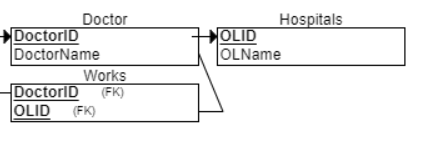 Doctor
DoctorID
DoctorName
Hospitals
OLID
OLName
Works
DoctorID (FK)
OLID (FK)